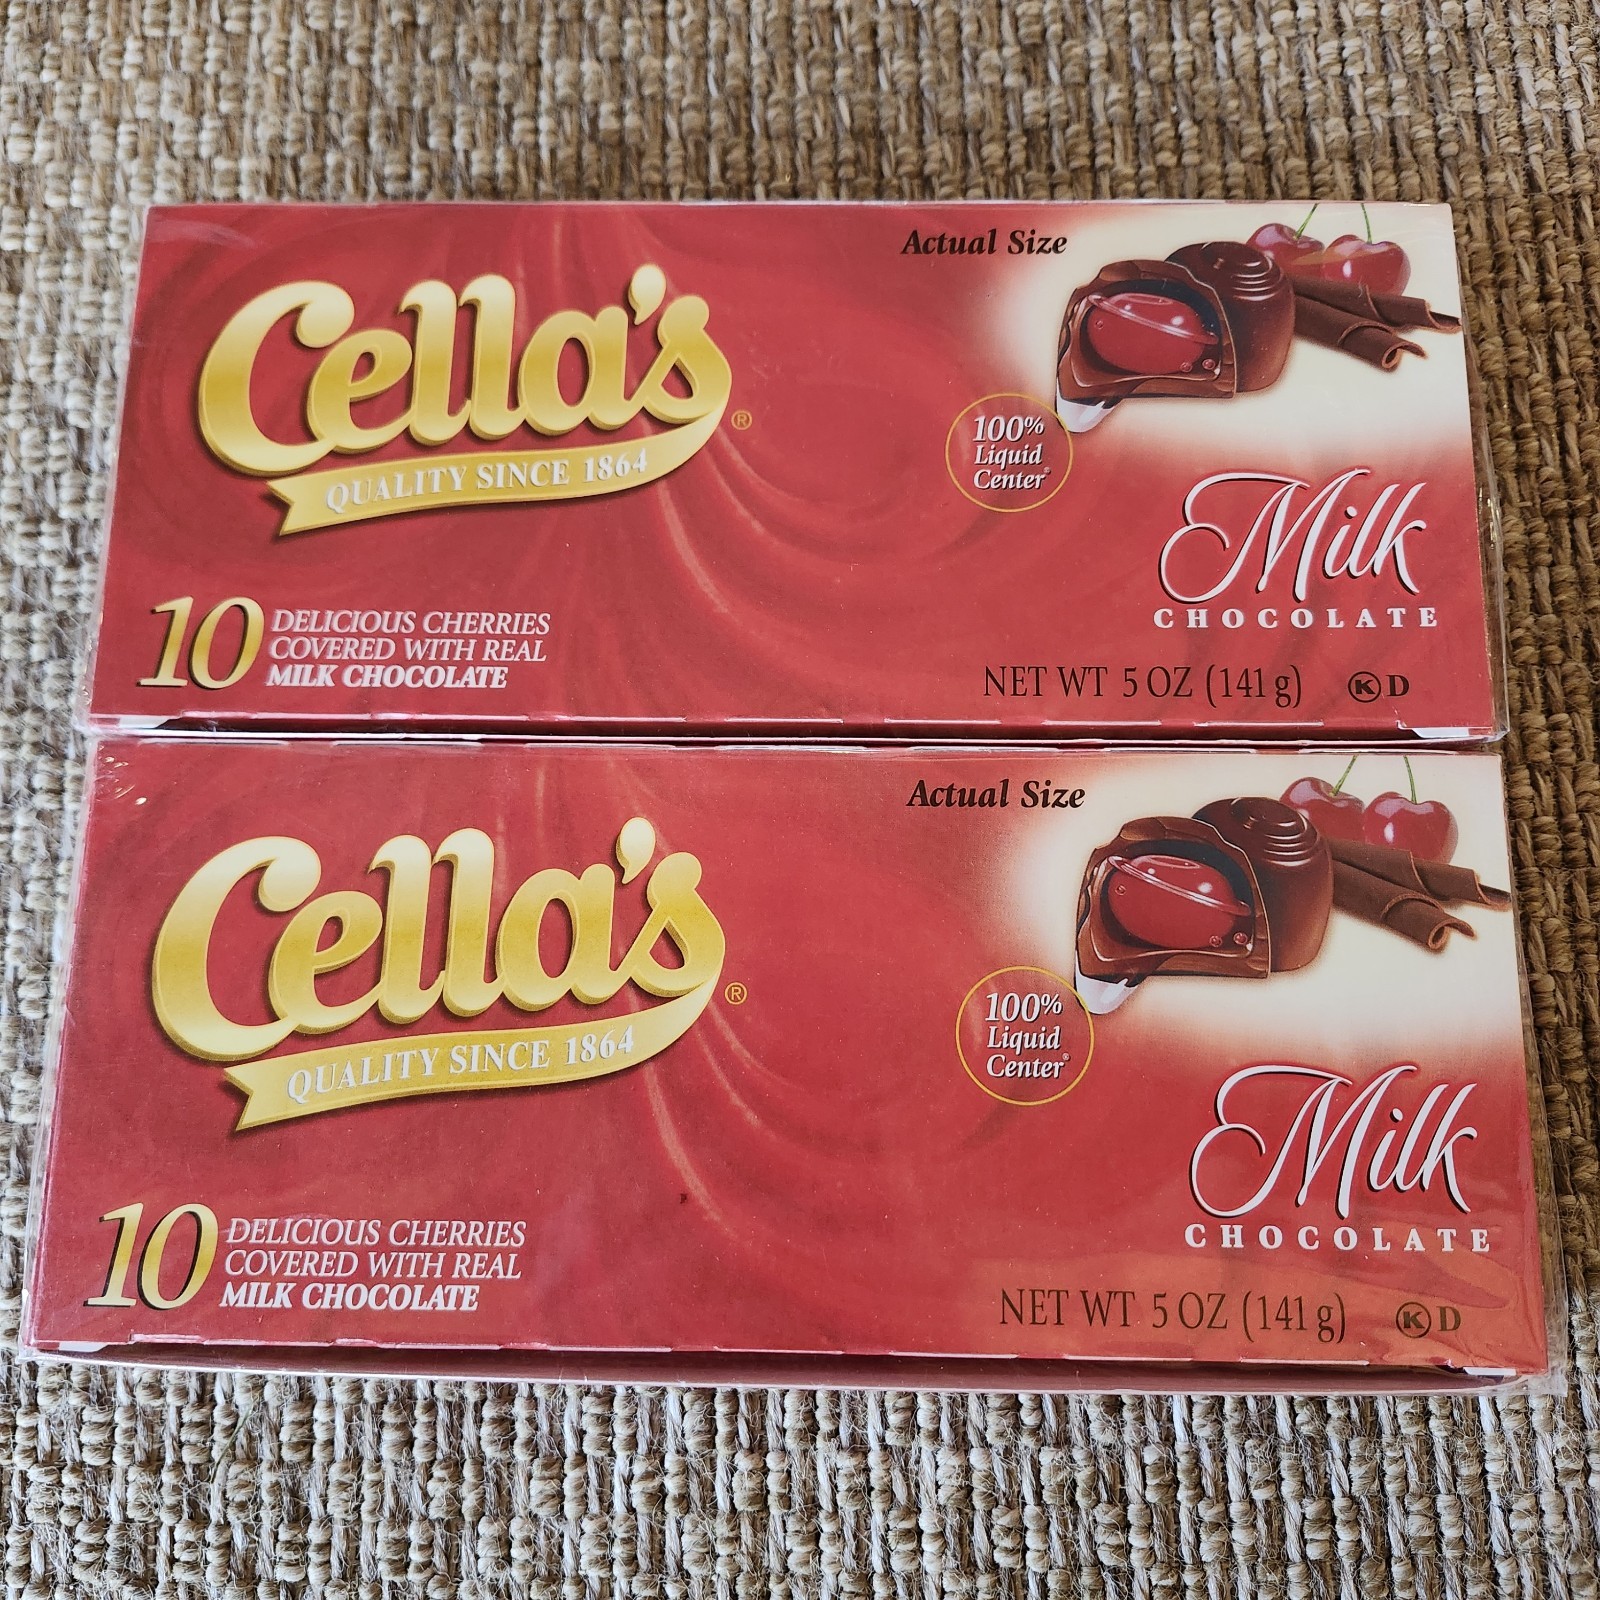 Actual Size
Cella's®
QUALITY SINCE 1864
100%
Liquid
Center®
Milk
CHOCOLATE
10 DELICIOUS CHERRIES
COVERED WITH REAL
MILK CHOCOLATE
NET WT 5 OZ (141 g) K D
Actual Size
Cella's®
QUALITY SINCE 1864
100%
Liquid
Center®
Milk
CHOCOLATE
10 DELICIOUS CHERRIES
COVERED WITH REAL
MILK CHOCOLATE
NET WT 5 OZ (141 g) K D